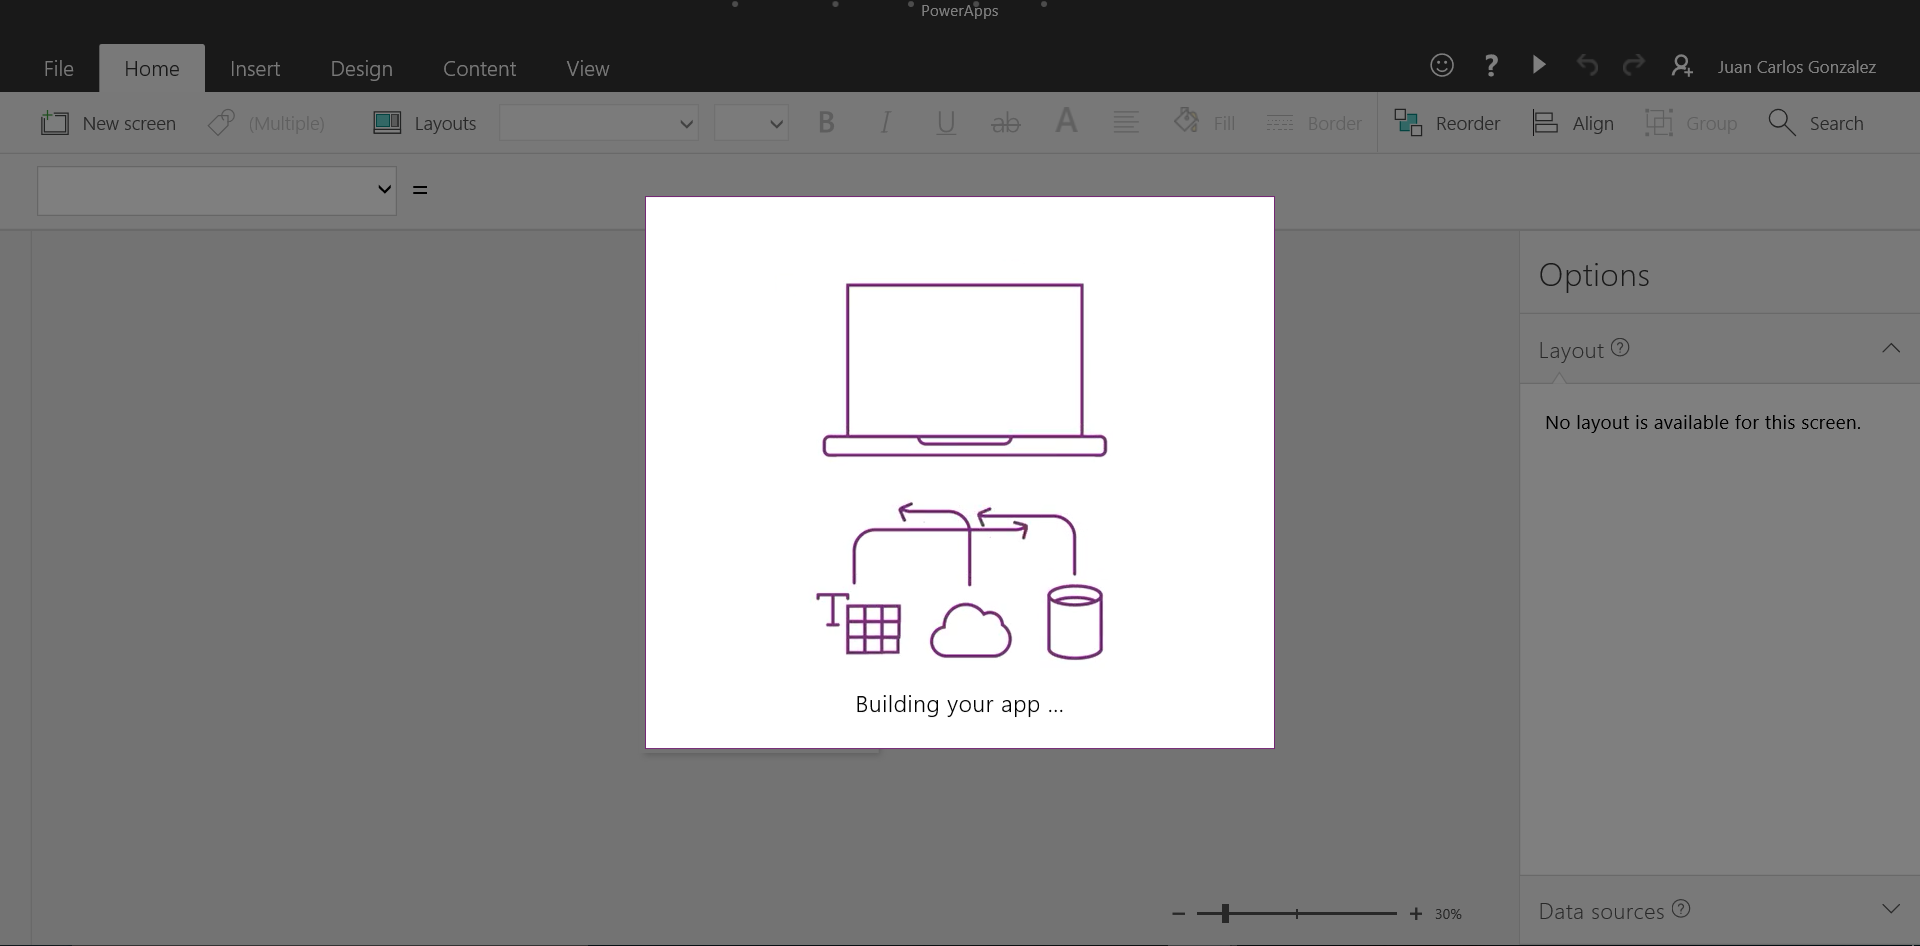 PowerApps
File Home Insert Design Content View Juan Carlos Gonzalez
New screen (Multiple) Layouts B I U ab A Fill Border Reorder Align Group Search
=
Options
Layout ?
No layout is available for this screen.
T
Building your app ...
30%
Data sources ?